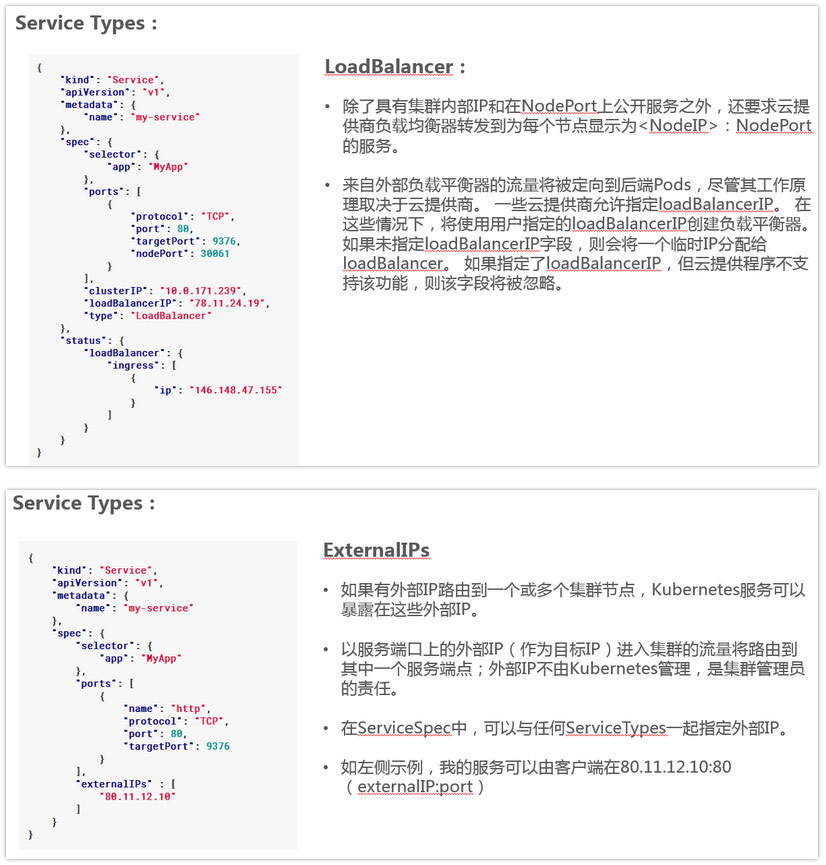 Service Types：
{
"kind": "Service",
"apiVersion": "v1",
"metadata": {
"name": "my-service"
},
"spec": {
"selector": {
"app": "MyApp"
},
"ports": [
{
"protocol": "TCP",
"port": 80,
"targetPort": 9376,
"nodePort": 30061
}
],
"clusterIP": "10.0.171.239",
"loadBalancerIP": "78.11.24.19",
"type": "LoadBalancer"
},
"status": {
"loadBalancer": {
"ingress": [
{
"ip": "146.148.47.155"
}
]
}
}
}
LoadBalancer：
• 除了具有集群内部IP和在NodePort上公开服务之外，还要求云提
供商负载均衡器转发到为每个节点显示为<NodeIP>：NodePort
的服务。
• 来自外部负载平衡器的流量将被定向到后端Pods，尽管其工作原
理取决于云提供商。 一些云提供商允许指定loadBalancerIP。 在
这些情况下，将使用用户指定的loadBalancerIP创建负载平衡器。
如果未指定loadBalancerIP字段，则会将一个临时IP分配给
loadBalancer。 如果指定了loadBalancerIP，但云提供程序不支
持该功能，则该字段将被忽略。
Service Types：
{
"kind": "Service",
"apiVersion": "v1",
"metadata": {
"name": "my-service"
},
"spec": {
"selector": {
"app": "MyApp"
},
"ports": [
{
"name": "http",
"protocol": "TCP",
"port": 80,
"targetPort": 9376
}
],
"externalIPs" : [
"80.11.12.10"
]
}
}
ExternalIPs
• 如果有外部IP路由到一个或多个集群节点，Kubernetes服务可以
暴露在这些外部IP。
• 以服务端口上的外部IP（作为目标IP）进入集群的流量将路由到
其中一个服务端点；外部IP不由Kubernetes管理，是集群管理员
的责任。
• 在ServiceSpec中，可以与任何ServiceTypes一起指定外部IP。
• 如左侧示例，我的服务可以由客户端在80.11.12.10:80
（externalIP:port）